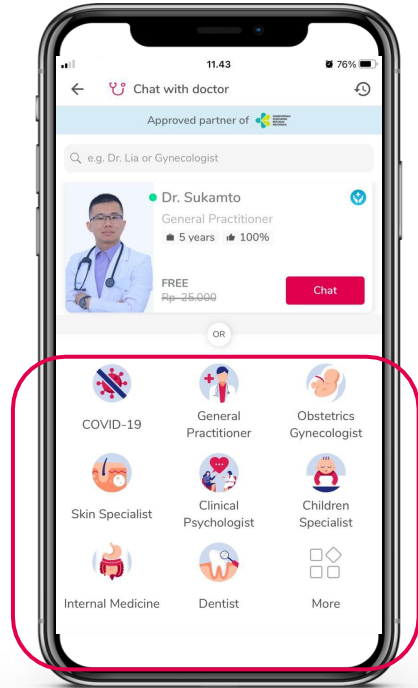 11.43
76%
Chat with doctor
Approved partner of
e.g. Dr. Lia or Gynecologist
Dr. Sukamto
General Practitioner
5 years 100%
FREE
Rp 25.000
Chat
OR
COVID-19
General
Practitioner
Obstetrics
Gynecologist
Skin Specialist
Clinical
Psychologist
Children
Specialist
Internal Medicine
Dentist
More